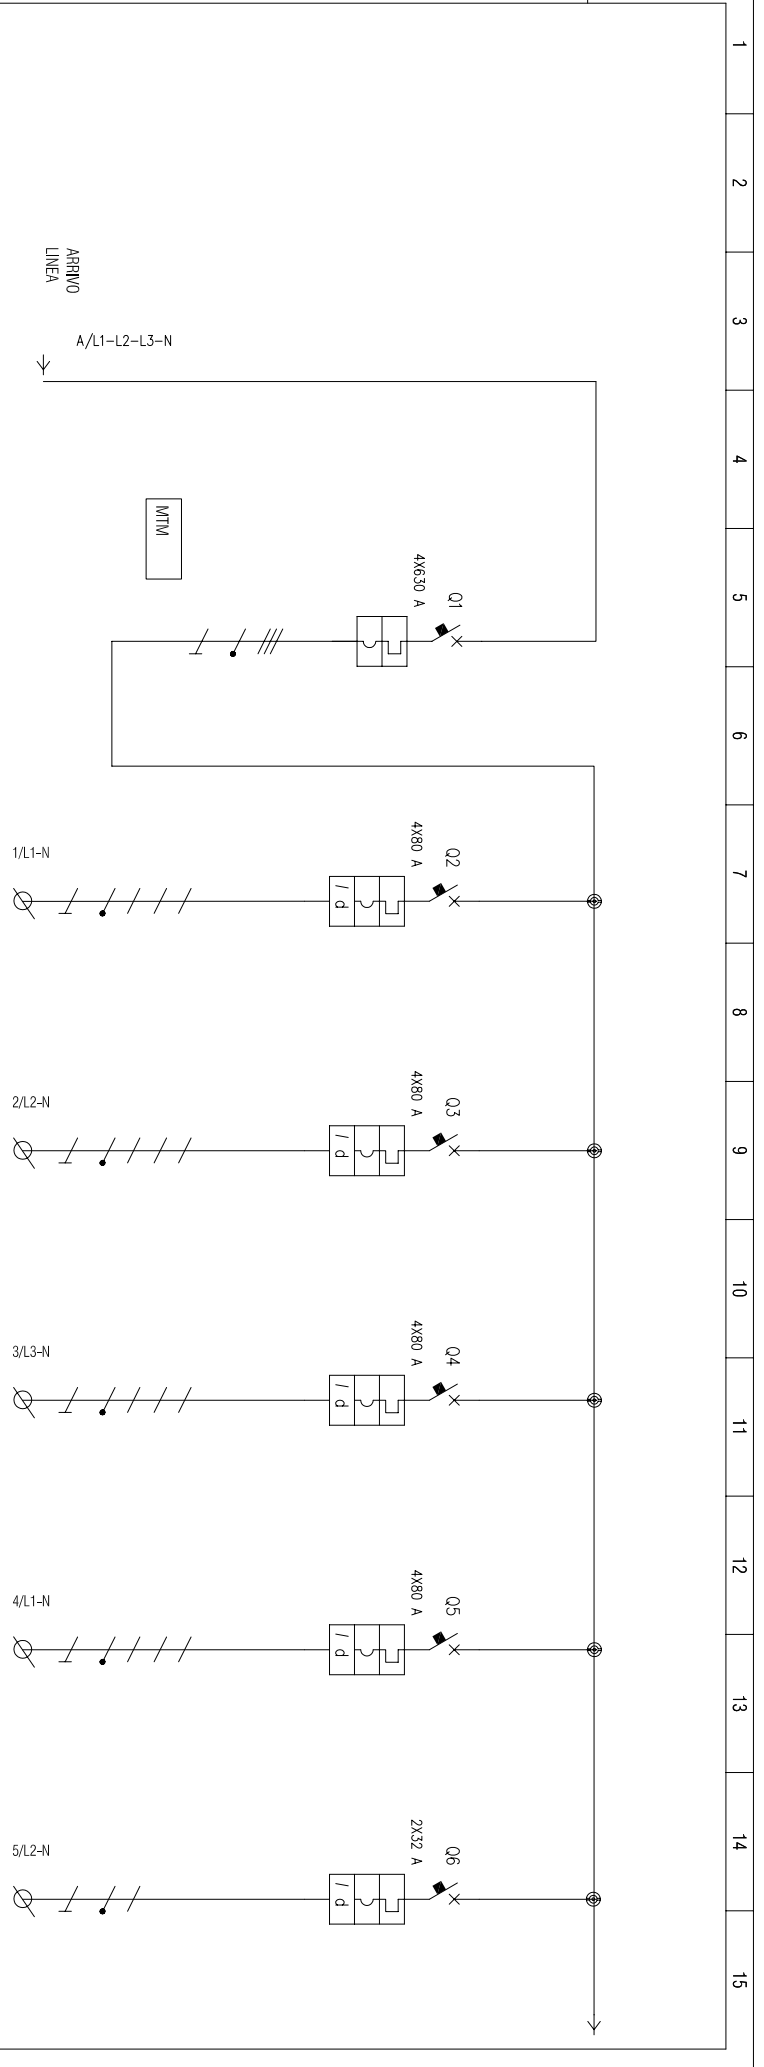 1
2
3
4
5
6
7
8
9
10
11
12
13
14
15
ARRIVO
LINEA
A/L1-L2-L3-N
MTM
Q1
4X630 A
Q2
4X80 A
I d
1/L1-N
Q3
4X80 A
I d
2/L2-N
Q4
4X80 A
I d
3/L3-N
Q5
4X80 A
I d
4/L1-N
Q6
2X32 A
I d
5/L2-N